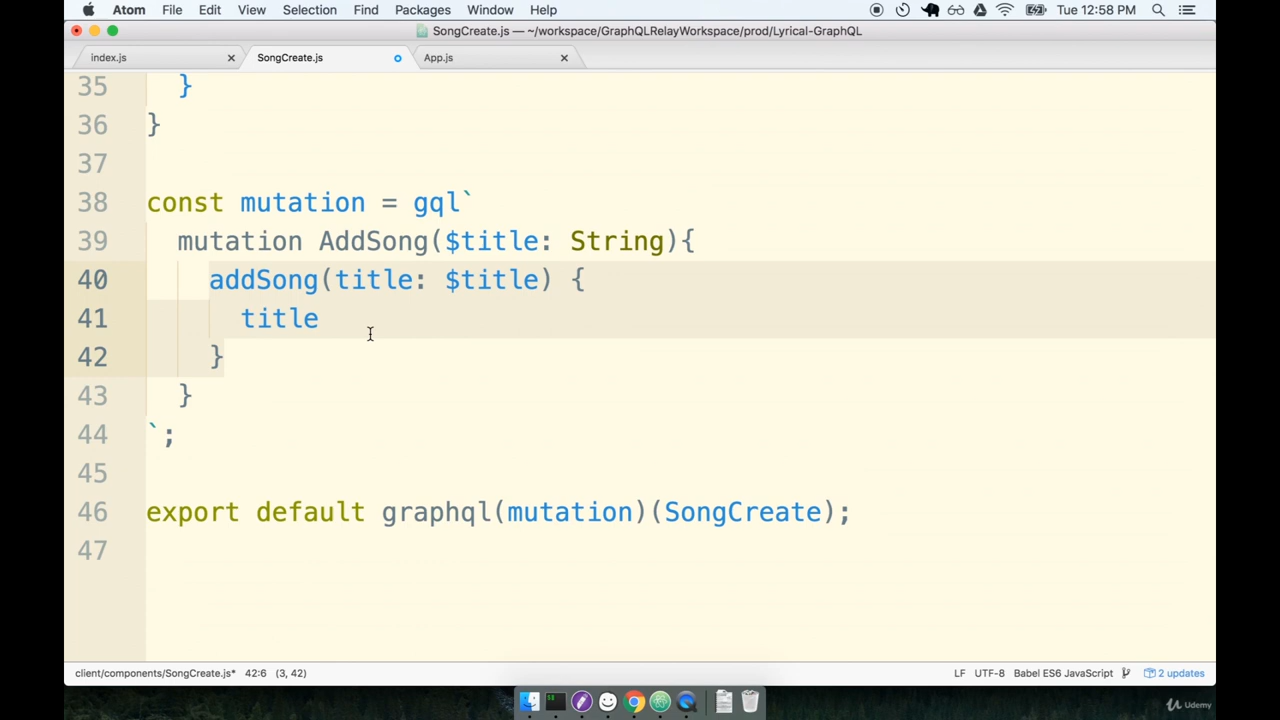 Atom File Edit View Selection Find Packages Window Help Tue 12:58 PM
SongCreate.js — ~/workspace/GraphQLRelayWorkspace/prod/Lyrical-GraphQL
index.js SongCreate.js App.js
35 }
36 }
37
38 const mutation = gql`
39 mutation AddSong($title: String){
40 addSong(title: $title) {
41 title
42 }
43 }
44 `;
45
46 export default graphql(mutation)(SongCreate);
47
client/components/SongCreate.js* 42:6 (3, 42) LF UTF-8 Babel ES6 JavaScript 2 updates
Udemy